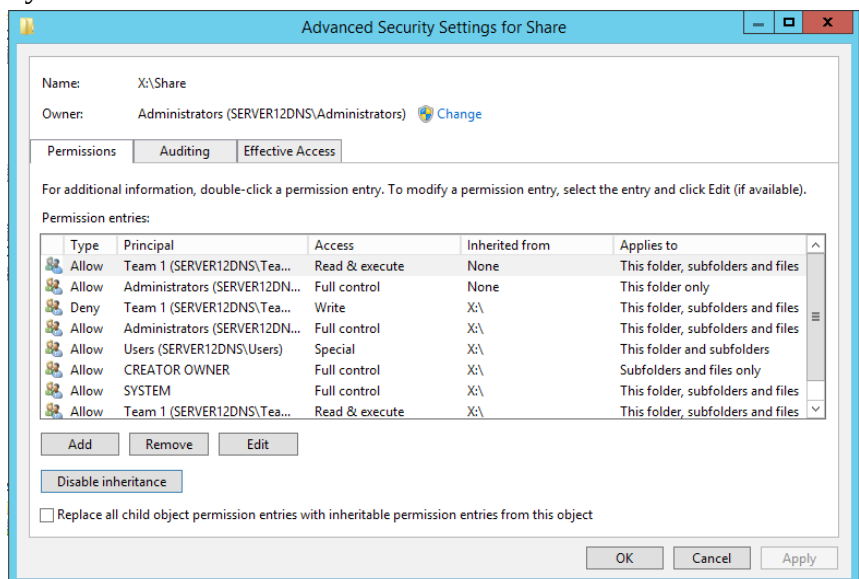 Advanced Security Settings for Share
Name: X:\Share
Owner: Administrators (SERVER12DNS\Administrators) Change
Permissions Auditing Effective Access
For additional information, double-click a permission entry. To modify a permission entry, select the entry and click Edit (if available).
Permission entries:
Type Principal Access Inherited from Applies to
Allow Team 1 (SERVER12DNS\Tea... Read & execute None This folder, subfolders and files
Allow Administrators (SERVER12DN... Full control None This folder only
Deny Team 1 (SERVER12DNS\Tea... Write X:\ This folder, subfolders and files
Allow Administrators (SERVER12DN... Full control X:\ This folder, subfolders and files
Allow Users (SERVER12DNS\Users) Special X:\ This folder and subfolders
Allow CREATOR OWNER Full control X:\ Subfolders and files only
Allow SYSTEM Full control X:\ This folder, subfolders and files
Allow Team 1 (SERVER12DNS\Tea... Read & execute X:\ This folder, subfolders and files
Add Remove Edit
Disable inheritance
Replace all child object permission entries with inheritable permission entries from this object
OK Cancel Apply